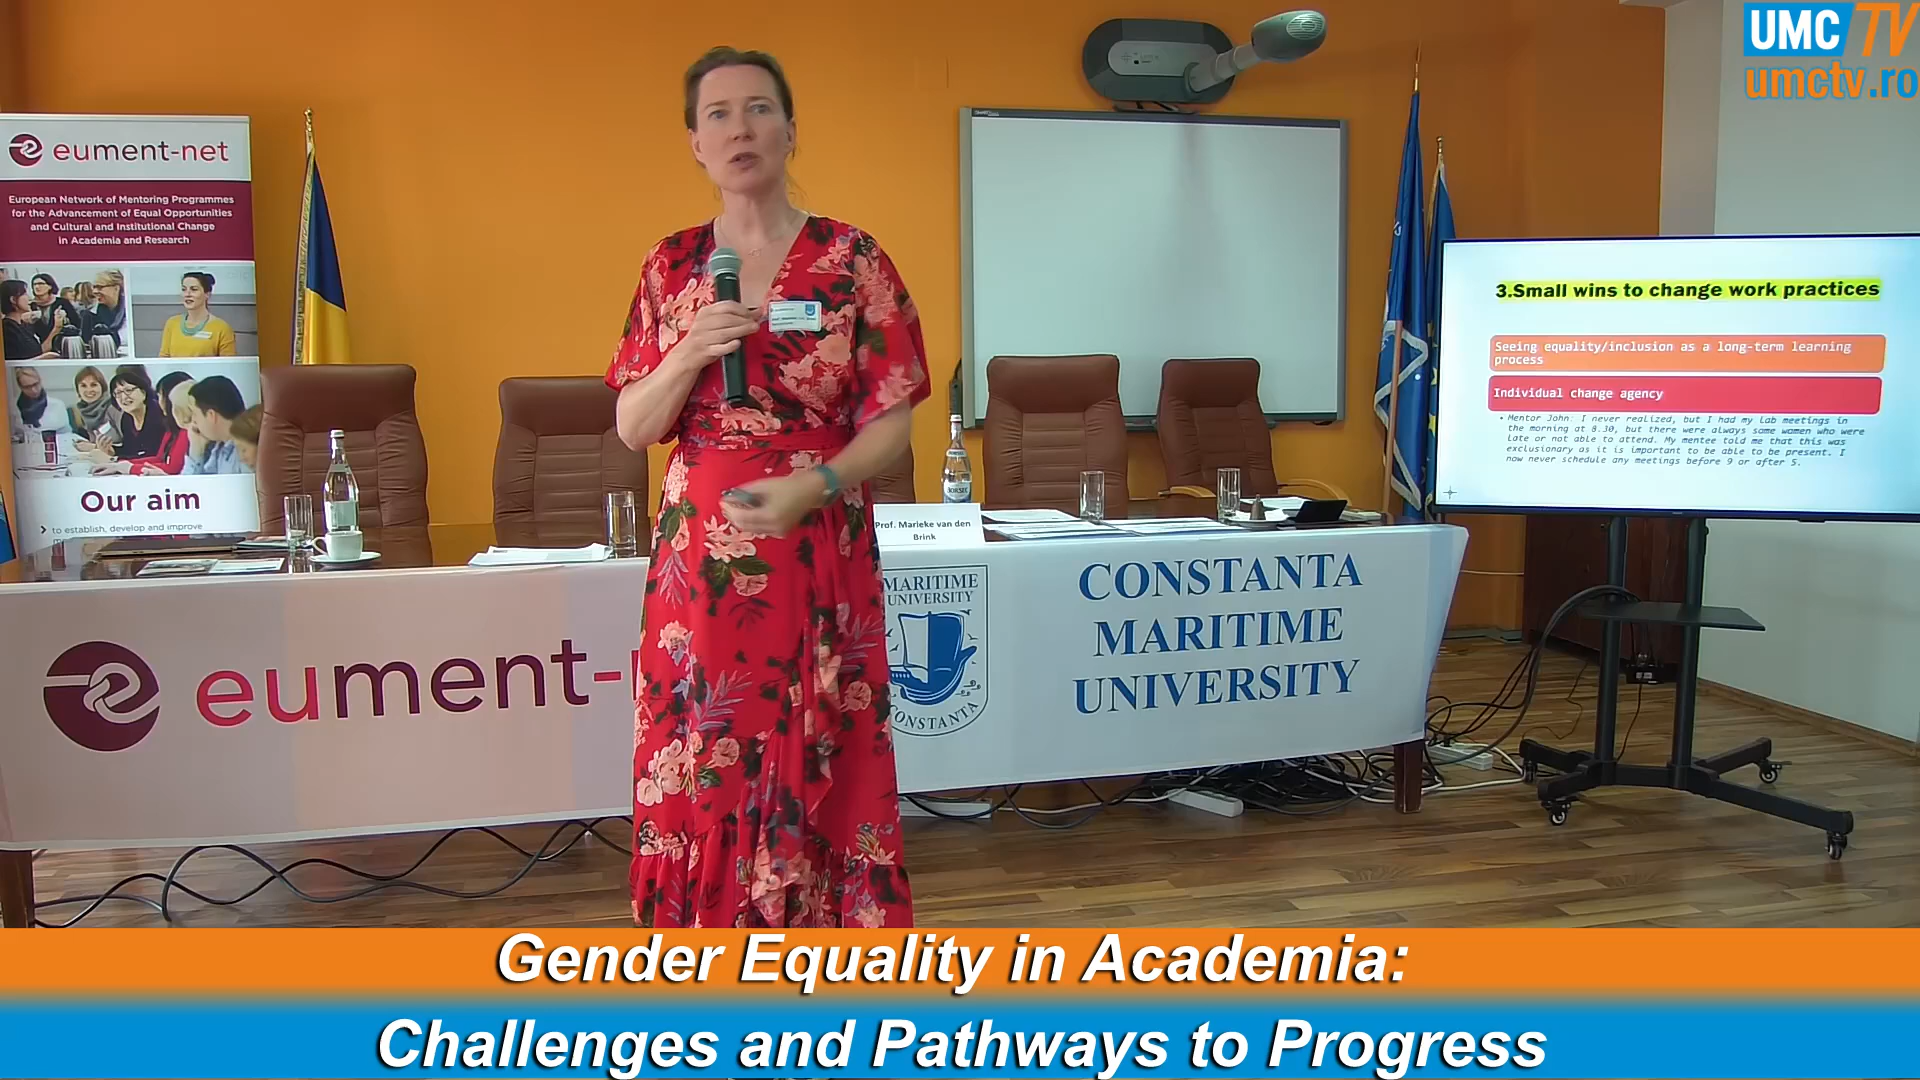 UMC TV
umctv.ro
eument-net
European Network of Mentoring Programmes
for the Advancement of Equal Opportunities
and Cultural and Institutional Change
in Academia and Research
Our aim
to establish, develop and improve
3.Small wins to change work practices
Seeing equality/inclusion as a long-term learning
process
Individual change agency
• Mentor John: I never realized, but I had my lab meetings in
the morning at 8.30, but there were always some women who were
late or not able to attend. My mentee told me that this was
exclusionary as it is important to be able to be present. I
now never schedule any meetings before 9 or after 5.
Prof. Marieke van den
Brink
eument-
MARITIME
UNIVERSITY
CONSTANTA
CONSTANTA
MARITIME
UNIVERSITY
Gender Equality in Academia:
Challenges and Pathways to Progress